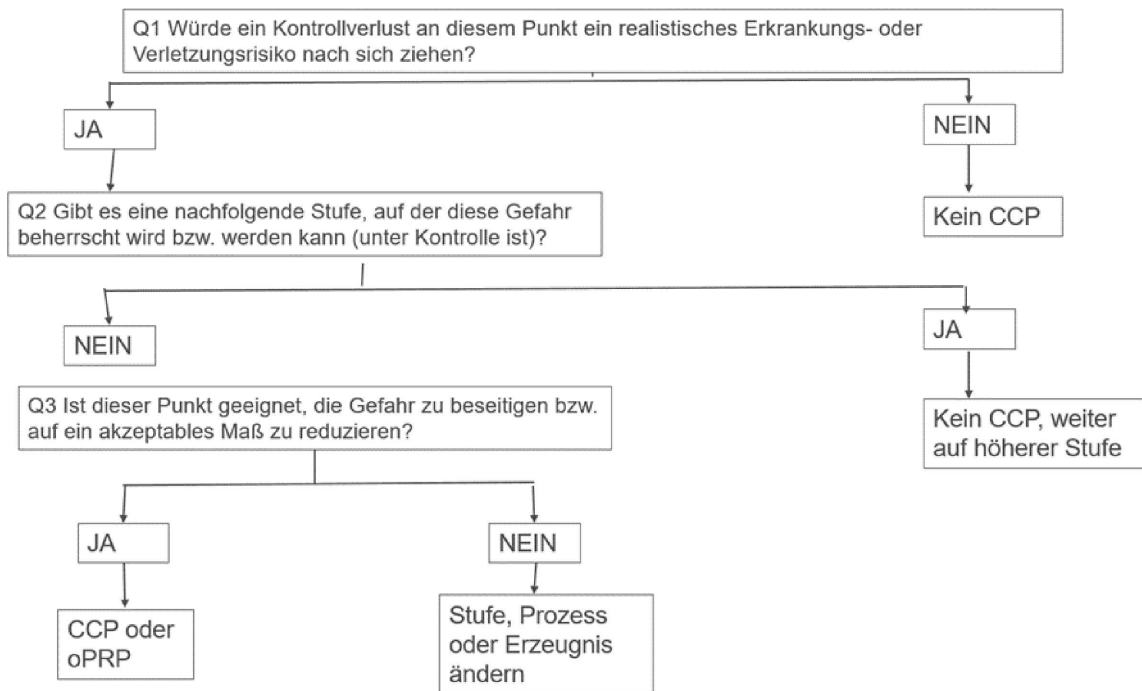 Q1 Würde ein Kontrollverlust an diesem Punkt ein realistisches Erkrankungs- oder
Verletzungsrisiko nach sich ziehen?
JA
NEIN
Q2 Gibt es eine nachfolgende Stufe, auf der diese Gefahr
beherrscht wird bzw. werden kann (unter Kontrolle ist)?
Kein CCP
NEIN
JA
Q3 Ist dieser Punkt geeignet, die Gefahr zu beseitigen bzw.
auf ein akzeptables Maß zu reduzieren?
Kein CCP, weiter
auf höherer Stufe
JA
NEIN
CCP oder
oPRP
Stufe, Prozess
oder Erzeugnis
ändern